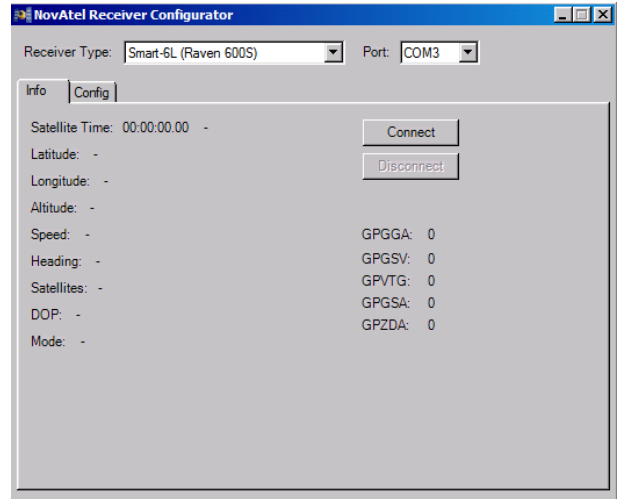 NovAtel Receiver Configurator
Receiver Type: Smart-6L (Raven 600S) Port: COM3
Info Config
Satellite Time: 00:00:00.00 -
Connect
Latitude: -
Disconnect
Longitude: -
Altitude: -
Speed: -
GPGGA: 0
Heading: -
GPGSV: 0
Satellites: -
GPVTG: 0
DOP: -
GPGSA: 0
Mode: -
GPZDA: 0